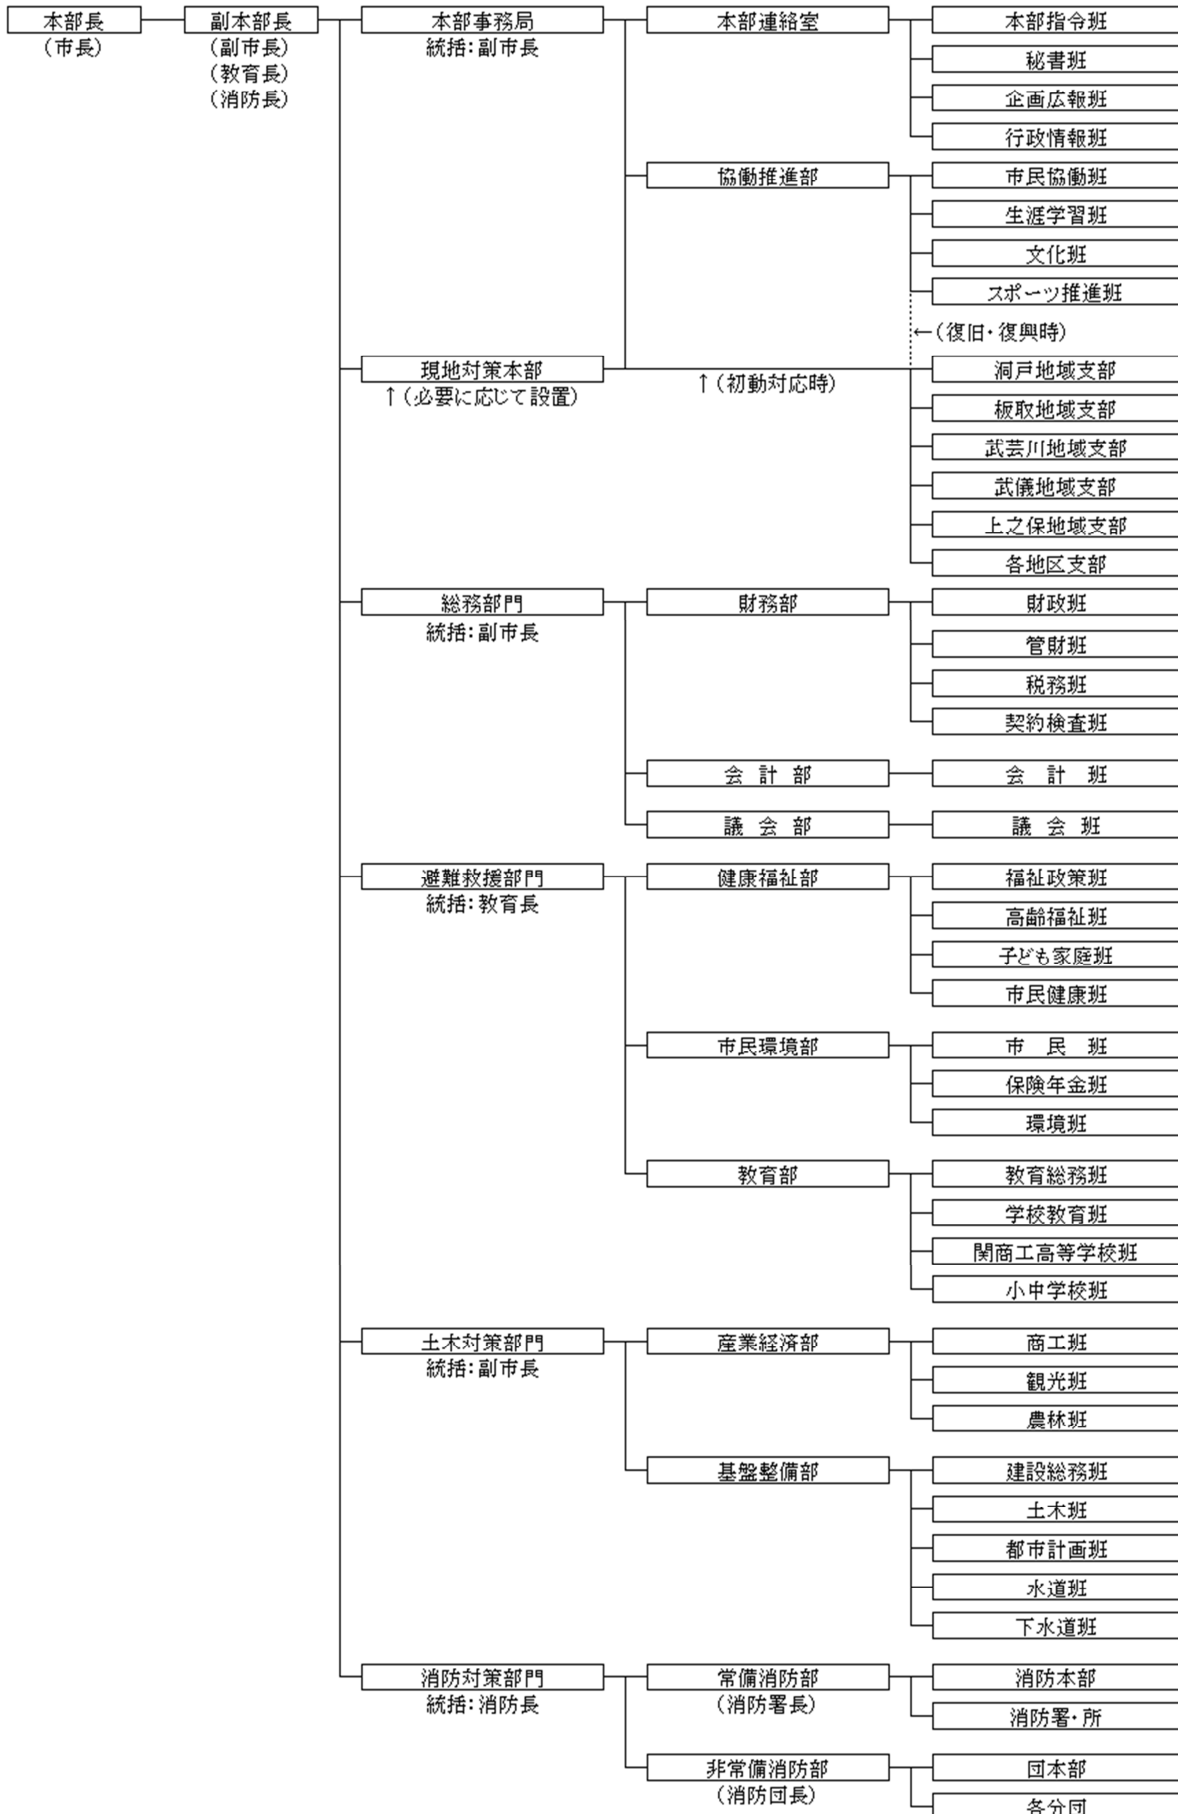 本部長 副本部長 本部事務局 本部連絡室 本部指令班
(市長) (副市長) 統括：副市長
(教育長) 秘書班
(消防長) 企画広報班
行政情報班
協働推進部 市民協働班
生涯学習班
文化班
スポーツ推進班
←(復旧・復興時)
現地対策本部 洞戸地域支部
↑(必要に応じて設置) ↑(初動対応時)
板取地域支部
武芸川地域支部
武儀地域支部
上之保地域支部
各地区支部
総務部門 財務部 財政班
統括：副市長
管財班
税務班
契約検査班
会計部 会計班
議会部 議会班
避難救援部門 健康福祉部 福祉政策班
統括：教育長 高齢福祉班
子ども家庭班
市民健康班
市民環境部 市民班
保険年金班
環境班
教育部 教育総務班
学校教育班
関商工高等学校班
小中学校班
土木対策部門 産業経済部 商工班
統括：副市長 観光班
農林班
基盤整備部 建設総務班
土木班
都市計画班
水道班
下水道班
消防対策部門 常備消防部 消防本部
統括：消防長 (消防署長) 消防署・所
非常備消防部 団本部
(消防団長) 各分団